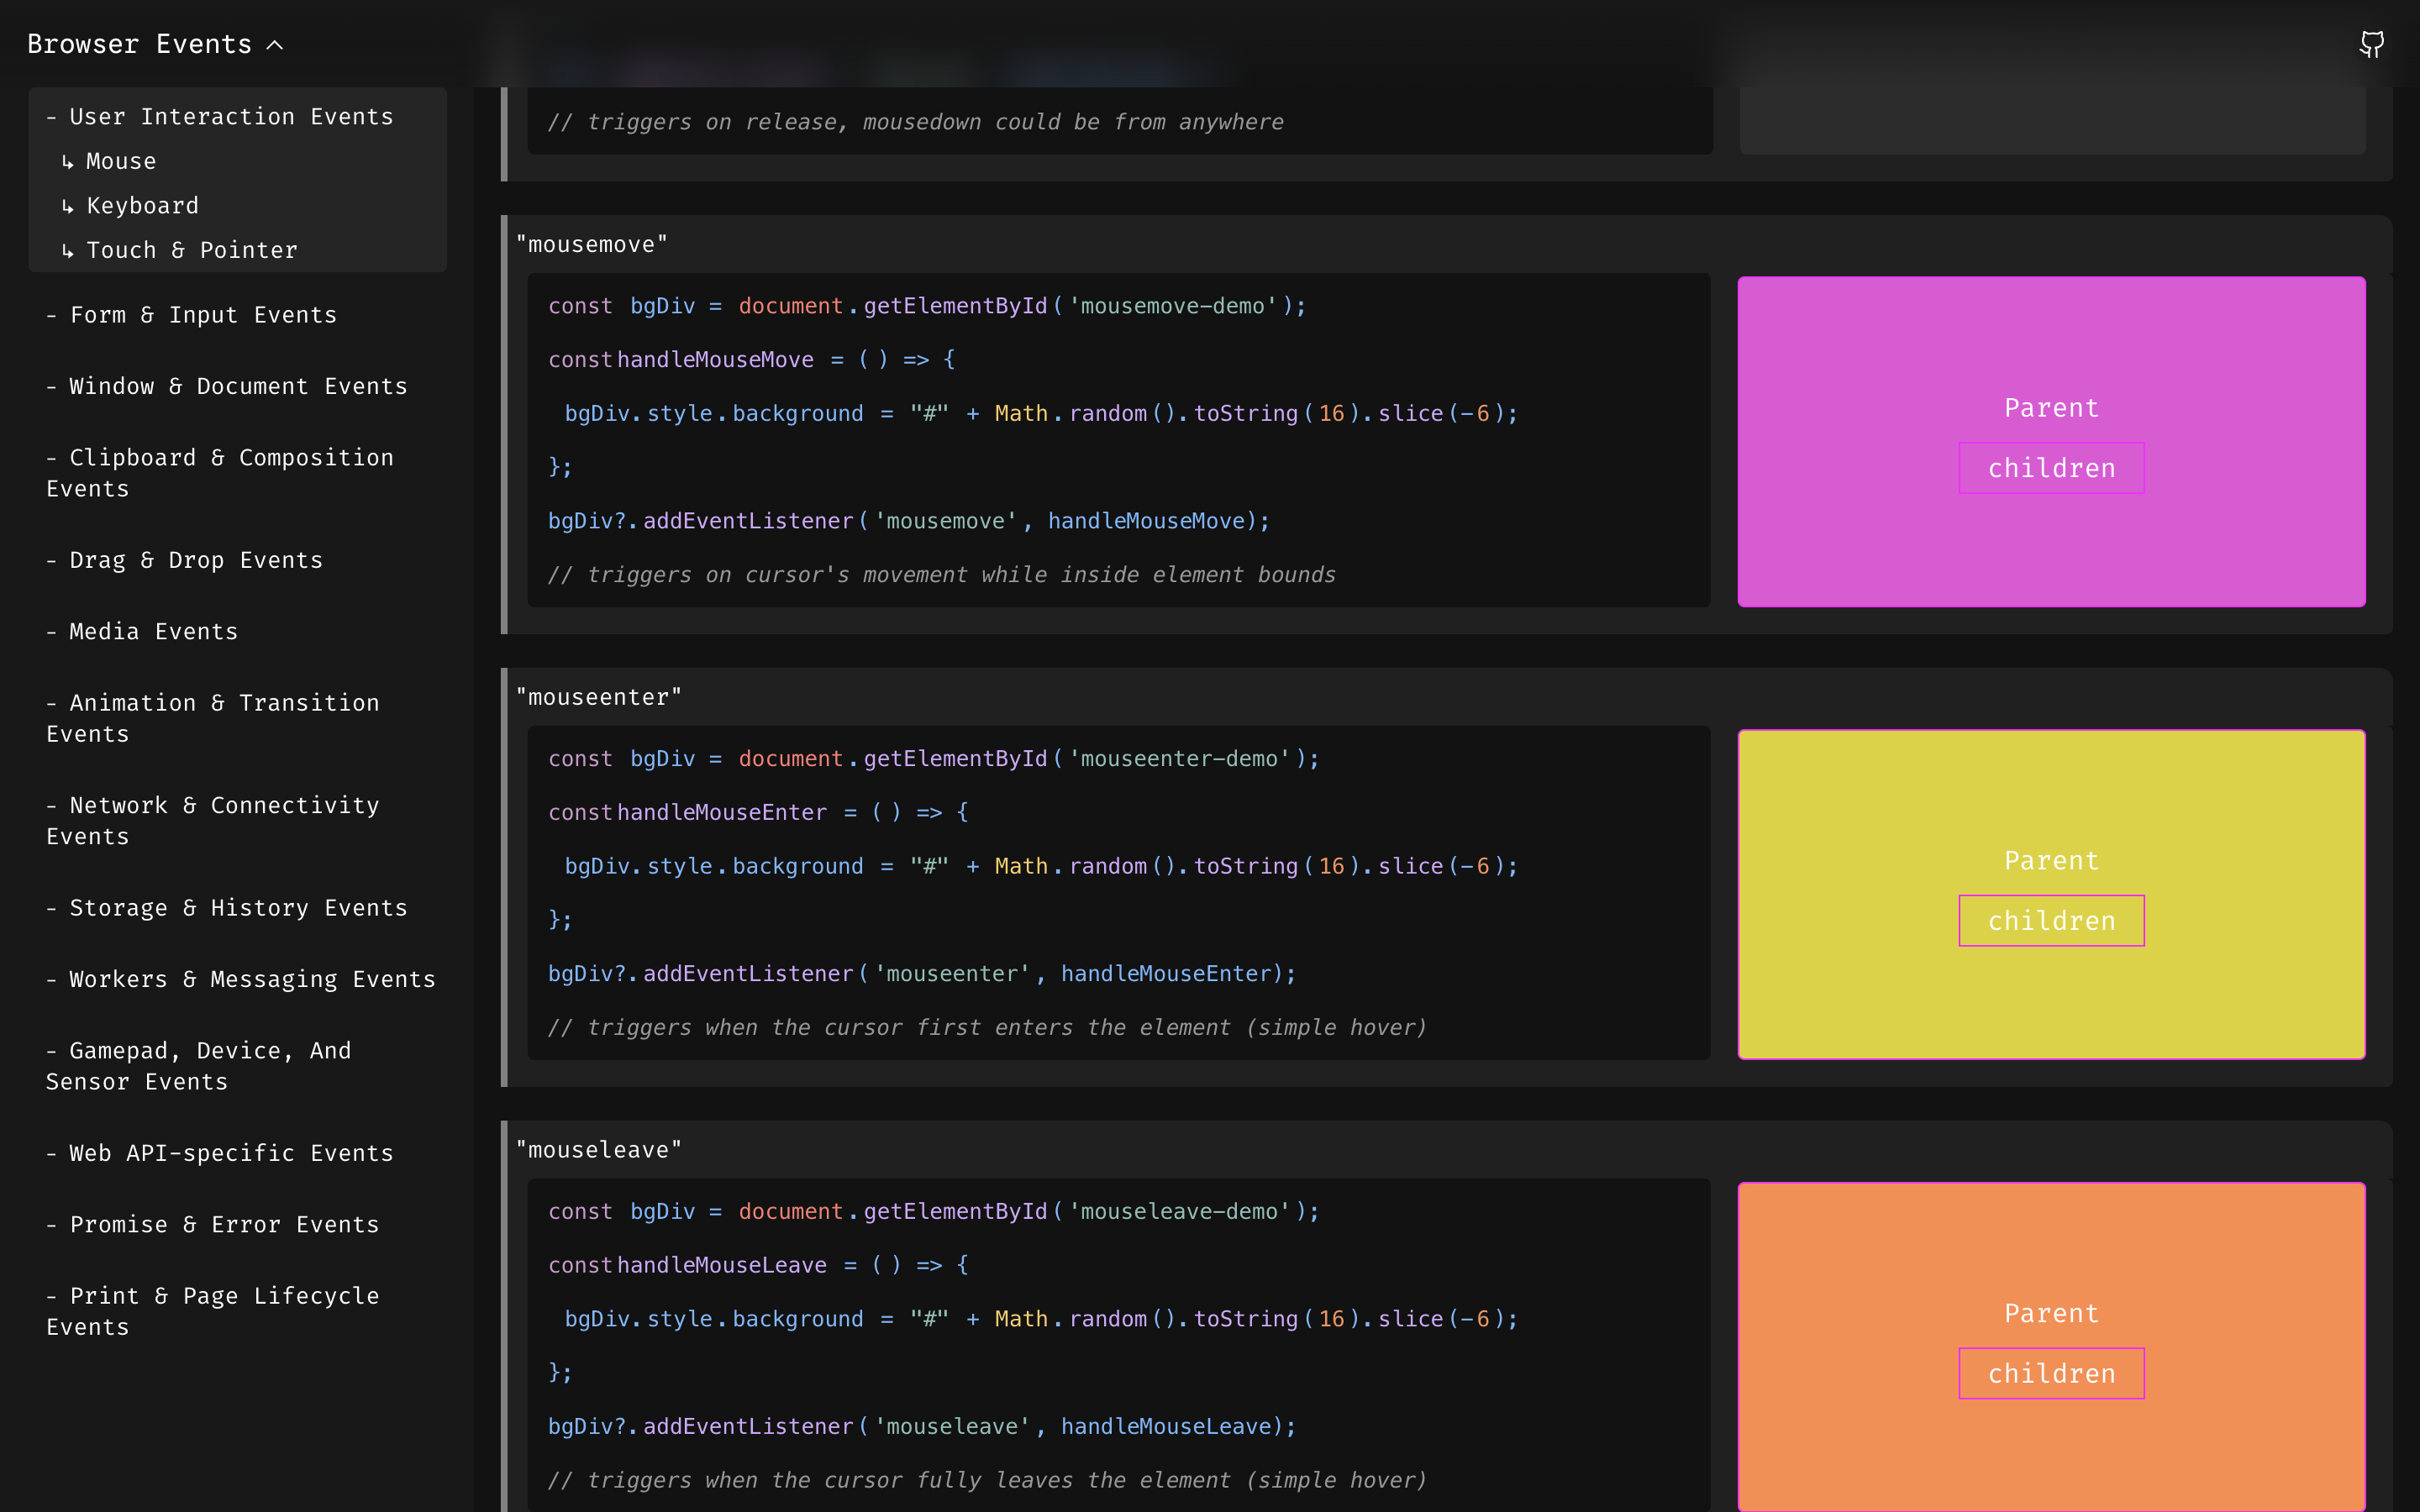 Browser Events
- User Interaction Events
↳ Mouse
↳ Keyboard
↳ Touch & Pointer
- Form & Input Events
- Window & Document Events
- Clipboard & Composition
Events
- Drag & Drop Events
- Media Events
- Animation & Transition
Events
- Network & Connectivity
Events
- Storage & History Events
- Workers & Messaging Events
- Gamepad, Device, And
Sensor Events
- Web API-specific Events
- Promise & Error Events
- Print & Page Lifecycle
Events
// triggers on release, mousedown could be from anywhere
"mousemove"
const bgDiv = document.getElementById('mousemove-demo');
const handleMouseMove = () => {
bgDiv.style.background = "#" + Math.random().toString(16).slice(-6);
};
bgDiv?.addEventListener('mousemove', handleMouseMove);
// triggers on cursor's movement while inside element bounds
Parent
children
"mouseenter"
const bgDiv = document.getElementById('mouseenter-demo');
const handleMouseEnter = () => {
bgDiv.style.background = "#" + Math.random().toString(16).slice(-6);
};
bgDiv?.addEventListener('mouseenter', handleMouseEnter);
// triggers when the cursor first enters the element (simple hover)
Parent
children
"mouseleave"
const bgDiv = document.getElementById('mouseleave-demo');
const handleMouseLeave = () => {
bgDiv.style.background = "#" + Math.random().toString(16).slice(-6);
};
bgDiv?.addEventListener('mouseleave', handleMouseLeave);
// triggers when the cursor fully leaves the element (simple hover)
Parent
children